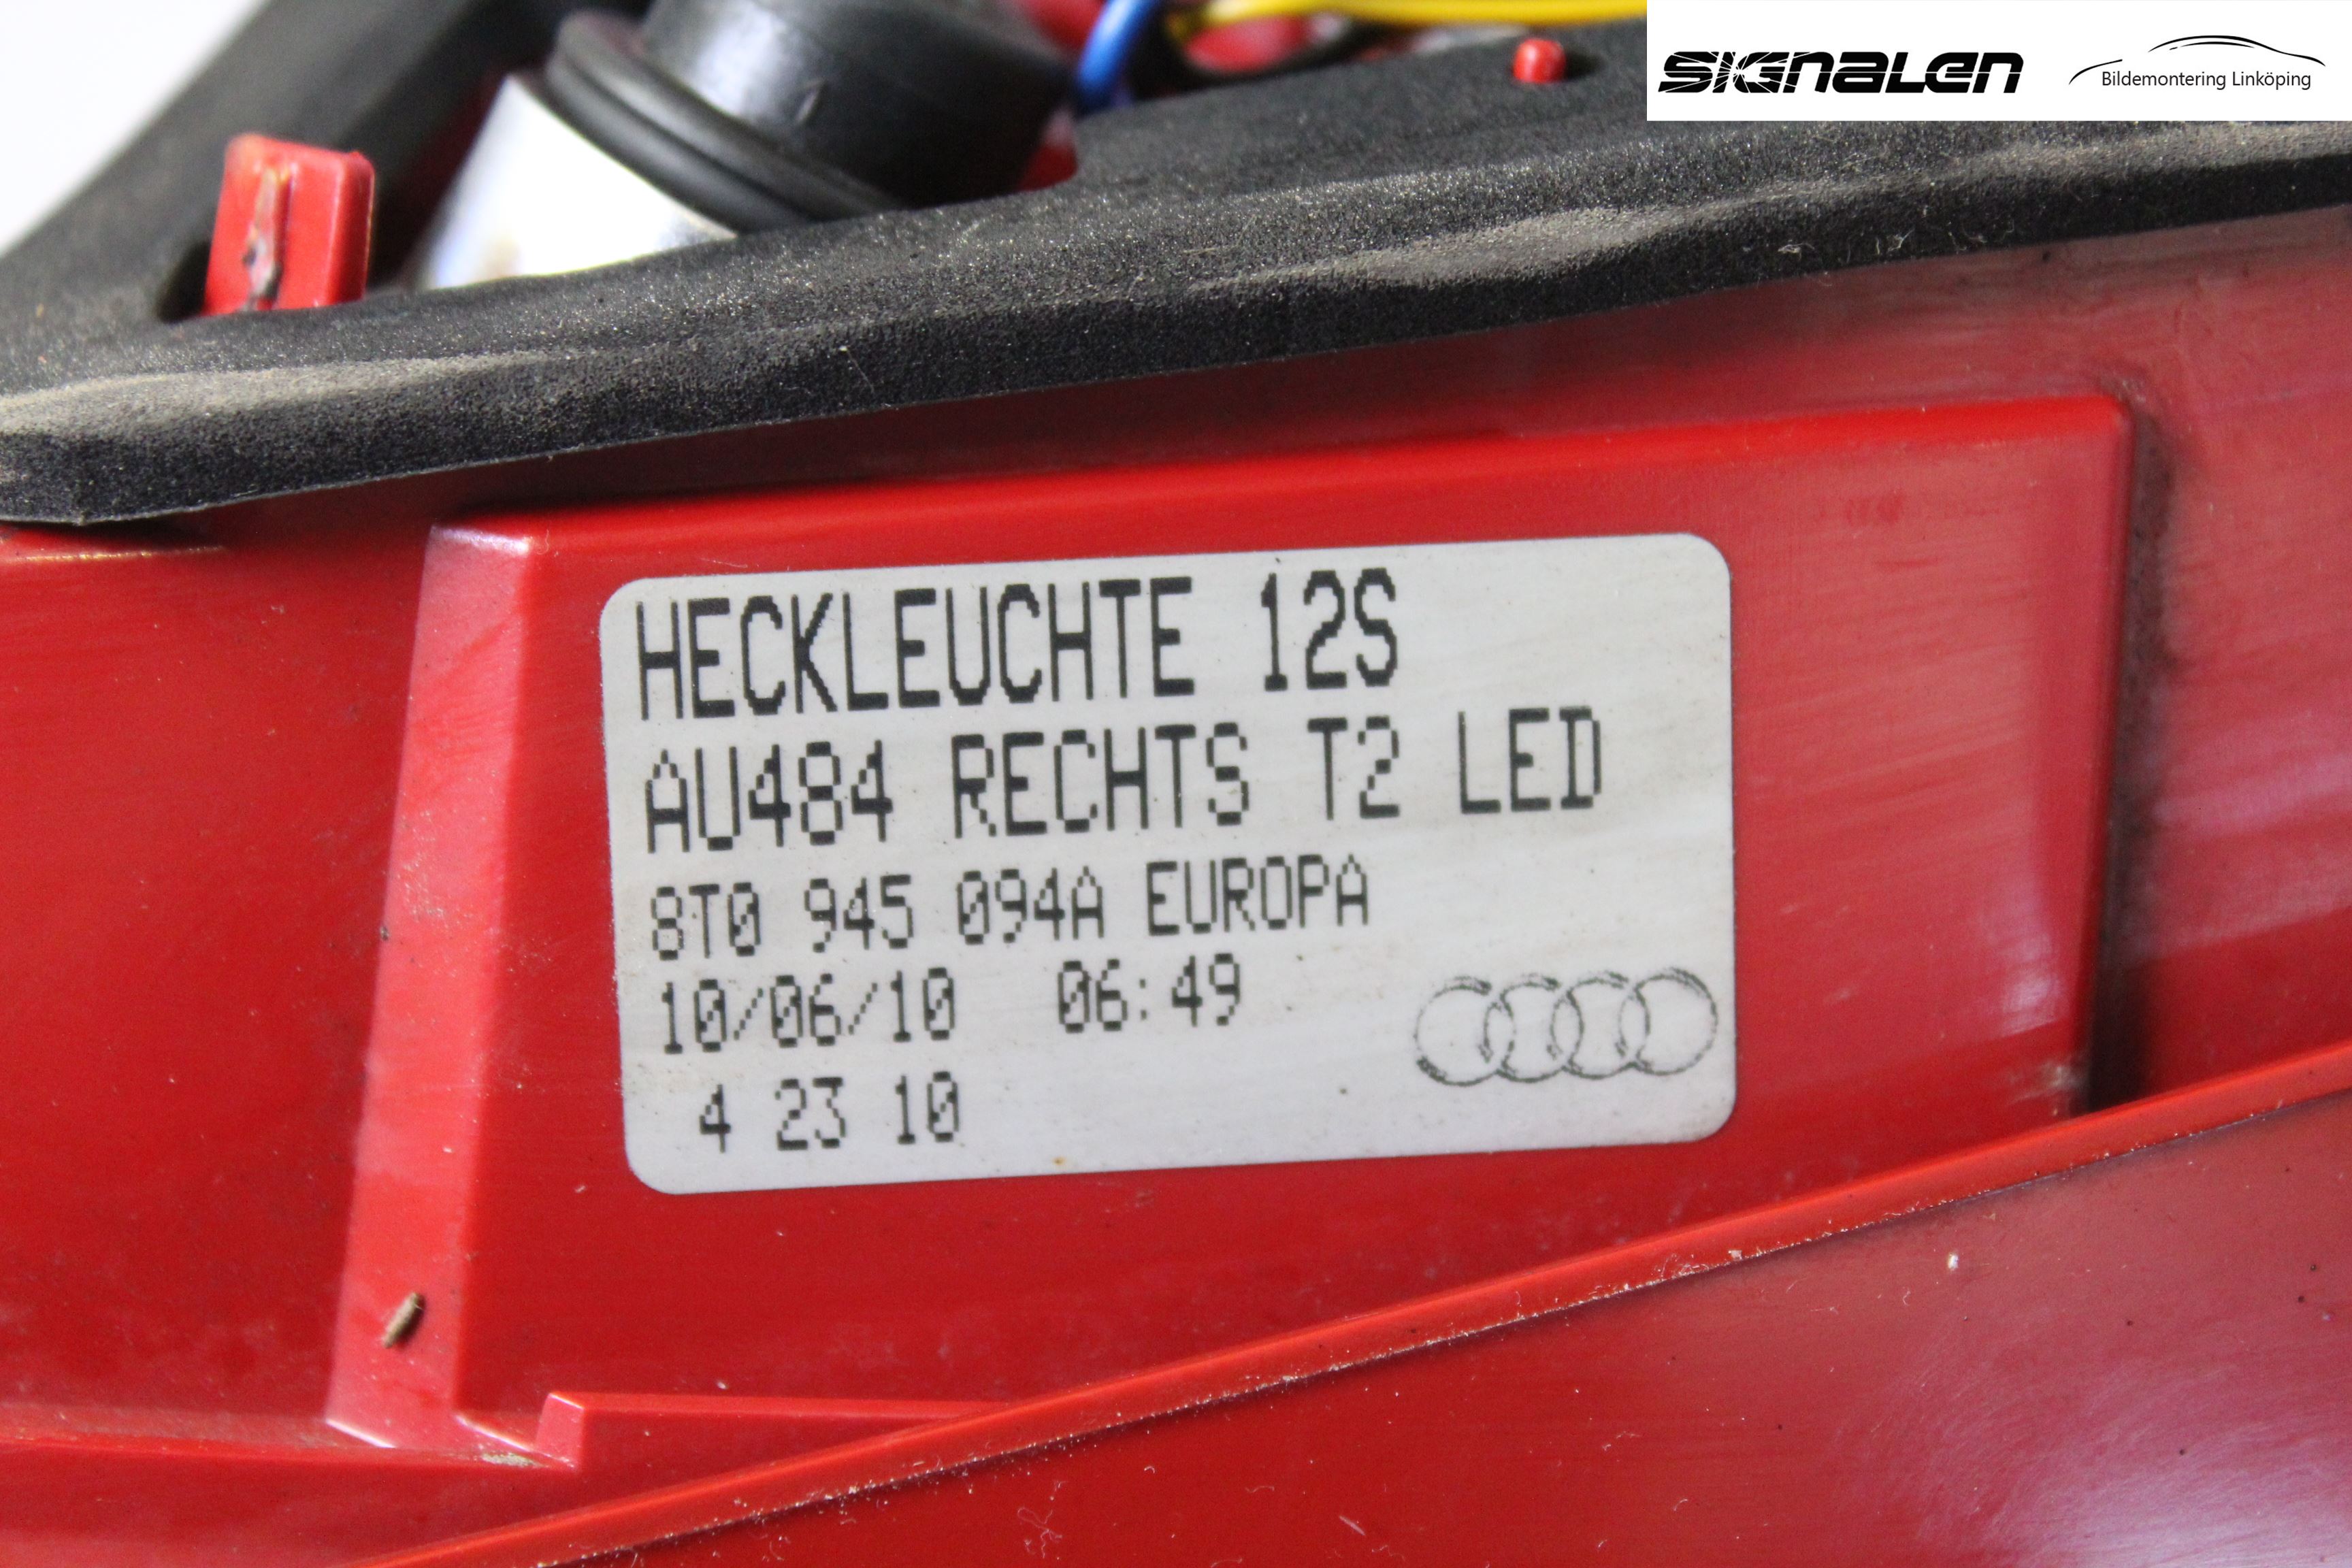 SIGNALEN
Bildemontering Linköping
HECKLEUCHTE 12S
AU484 RECHTS T2 LED
8T0 945 094A EUROPA
10/06/10 06:49
4 23 10